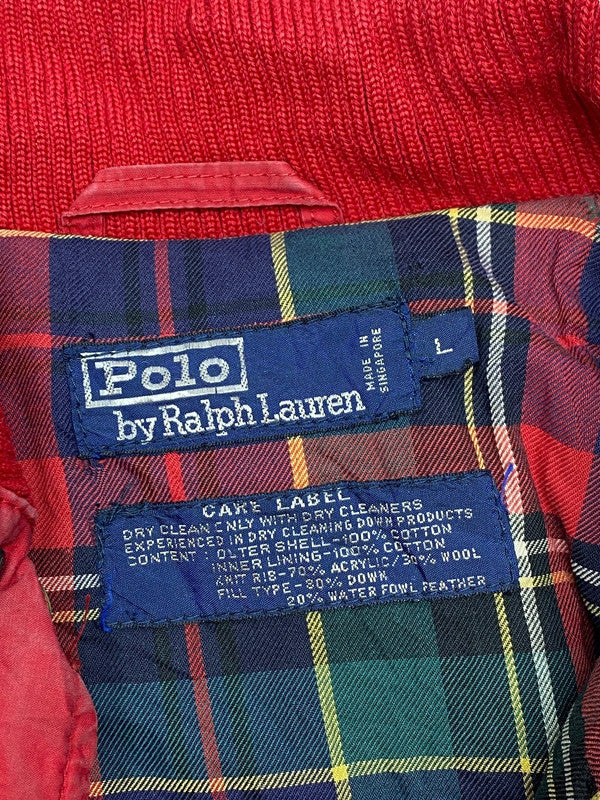 Polo
by Ralph Lauren
MADE IN
SINGAPORE
L
CARE LABEL
DRY CLEAN ONLY WITH DRY CLEANERS
EXPERIENCED IN DRY CLEANING DOWN PRODUCTS
CONTENT : OUTER SHELL-100% COTTON
INNER LINING-100% COTTON
KNIT RIB-70% ACRYLIC/30% WOOL
FILL TYPE-80% DOWN
20% WATER FOWL FEATHER